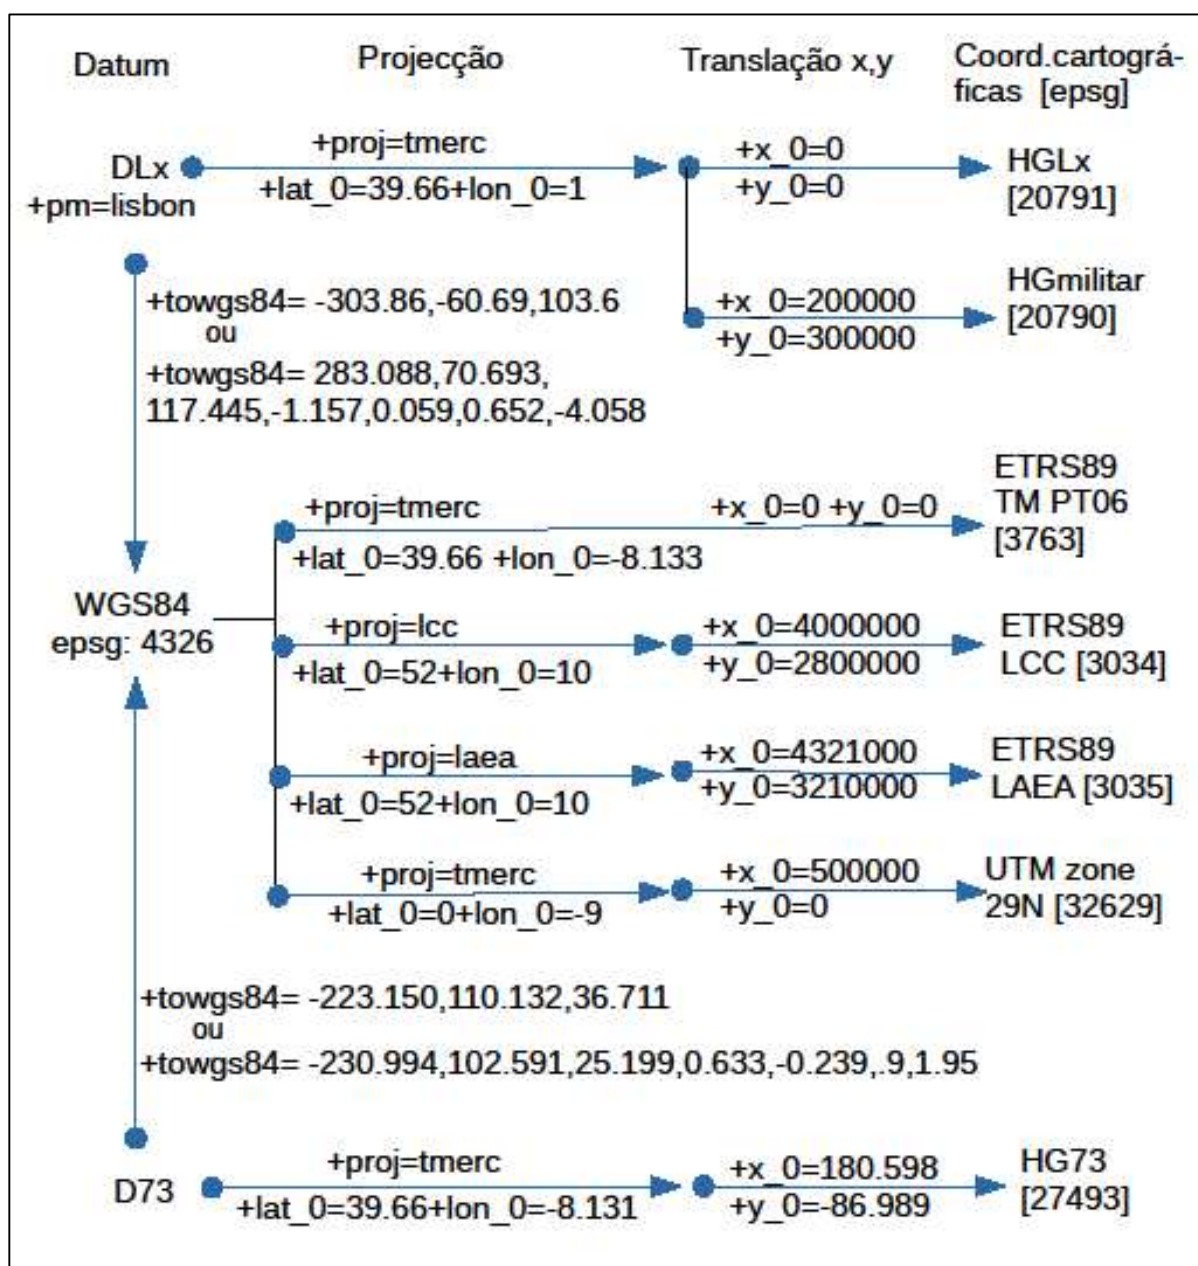 Datum
Projecção
Translação x,y
Coord.cartográ-
ficas [epsg]
DLx
+pm=lisbon
+proj=tmerc
+lat_0=39.66+lon_0=1
+x_0=0
+y_0=0
HGLx
[20791]
+x_0=200000
+y_0=300000
HGmilitar
[20790]
+towgs84= -303.86,-60.69,103.6
ou
+towgs84= 283.088,70.693,
117.445,-1.157,0.059,0.652,-4.058
+proj=tmerc
+lat_0=39.66 +lon_0=-8.133
+x_0=0 +y_0=0
ETRS89
TM PT06
[3763]
WGS84
epsg: 4326
+proj=lcc
+lat_0=52+lon_0=10
+x_0=4000000
+y_0=2800000
ETRS89
LCC [3034]
+proj=laea
+lat_0=52+lon_0=10
+x_0=4321000
+y_0=3210000
ETRS89
LAEA [3035]
+proj=tmerc
+lat_0=0+lon_0=-9
+x_0=500000
+y_0=0
UTM zone
29N [32629]
+towgs84= -223.150,110.132,36.711
ou
+towgs84= -230.994,102.591,25.199,0.633,-0.239,.9,1.95
D73
+proj=tmerc
+lat_0=39.66+lon_0=-8.131
+x_0=180.598
+y_0=-86.989
HG73
[27493]